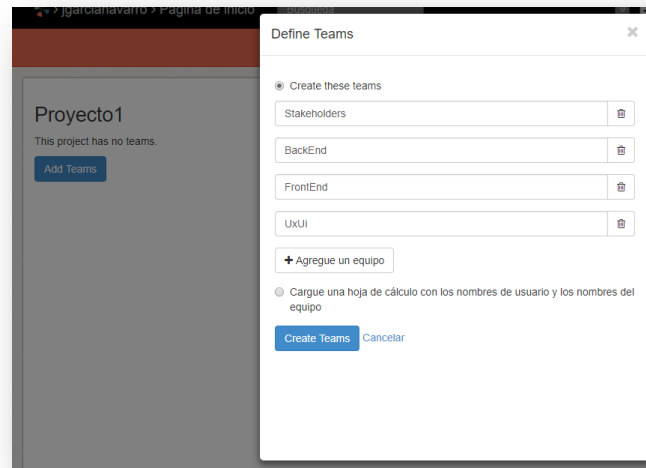 jgarcianavarro › Página de inicio
Búsqueda
Define Teams
×
Create these teams
Proyecto1
This project has no teams.
Add Teams
Stakeholders
BackEnd
FrontEnd
UxUi
+ Agregue un equipo
Cargue una hoja de cálculo con los nombres de usuario y los nombres del
equipo
Create Teams Cancelar